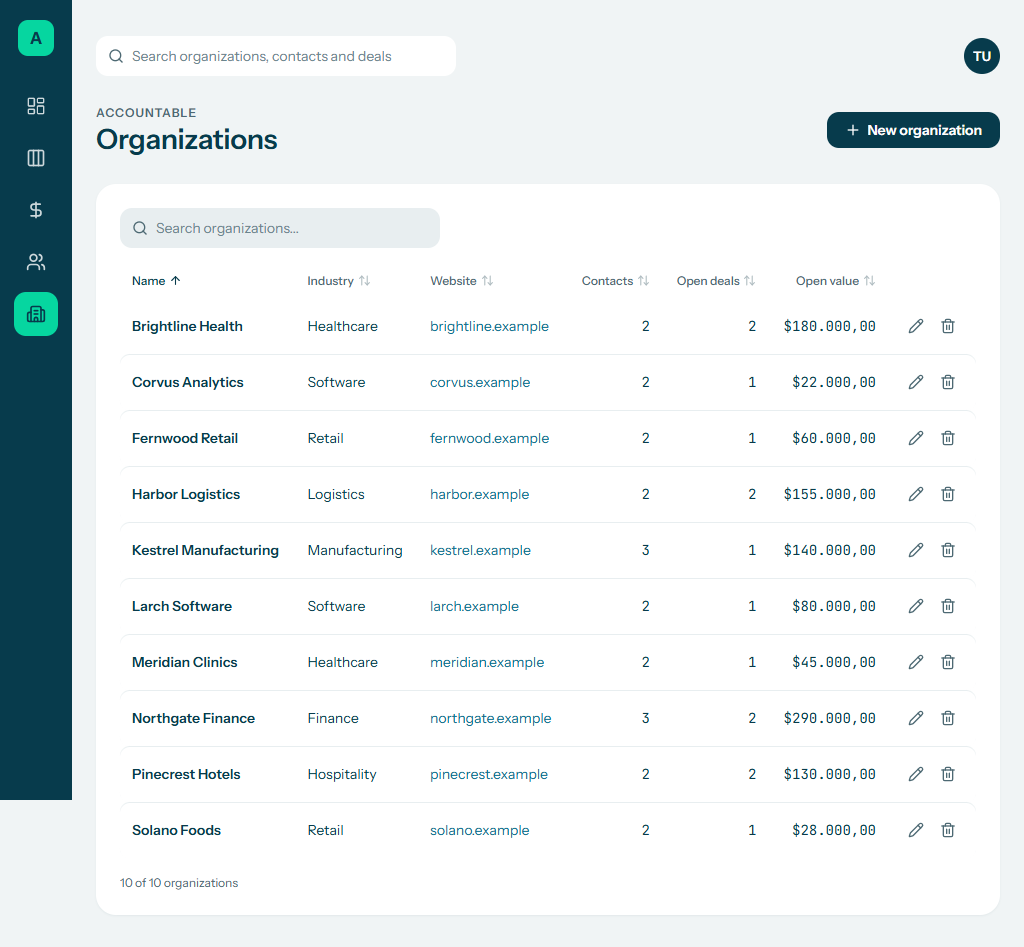 A
Search organizations, contacts and deals
TU
ACCOUNTABLE
Organizations
New organization
Search organizations...
Name Industry Website Contacts Open deals Open value
Brightline Health Healthcare brightline.example 2 2 $180.000,00
Corvus Analytics Software corvus.example 2 1 $22.000,00
Fernwood Retail Retail fernwood.example 2 1 $60.000,00
Harbor Logistics Logistics harbor.example 2 2 $155.000,00
Kestrel Manufacturing Manufacturing kestrel.example 3 1 $140.000,00
Larch Software Software larch.example 2 1 $80.000,00
Meridian Clinics Healthcare meridian.example 2 1 $45.000,00
Northgate Finance Finance northgate.example 3 2 $290.000,00
Pinecrest Hotels Hospitality pinecrest.example 2 2 $130.000,00
Solano Foods Retail solano.example 2 1 $28.000,00
10 of 10 organizations